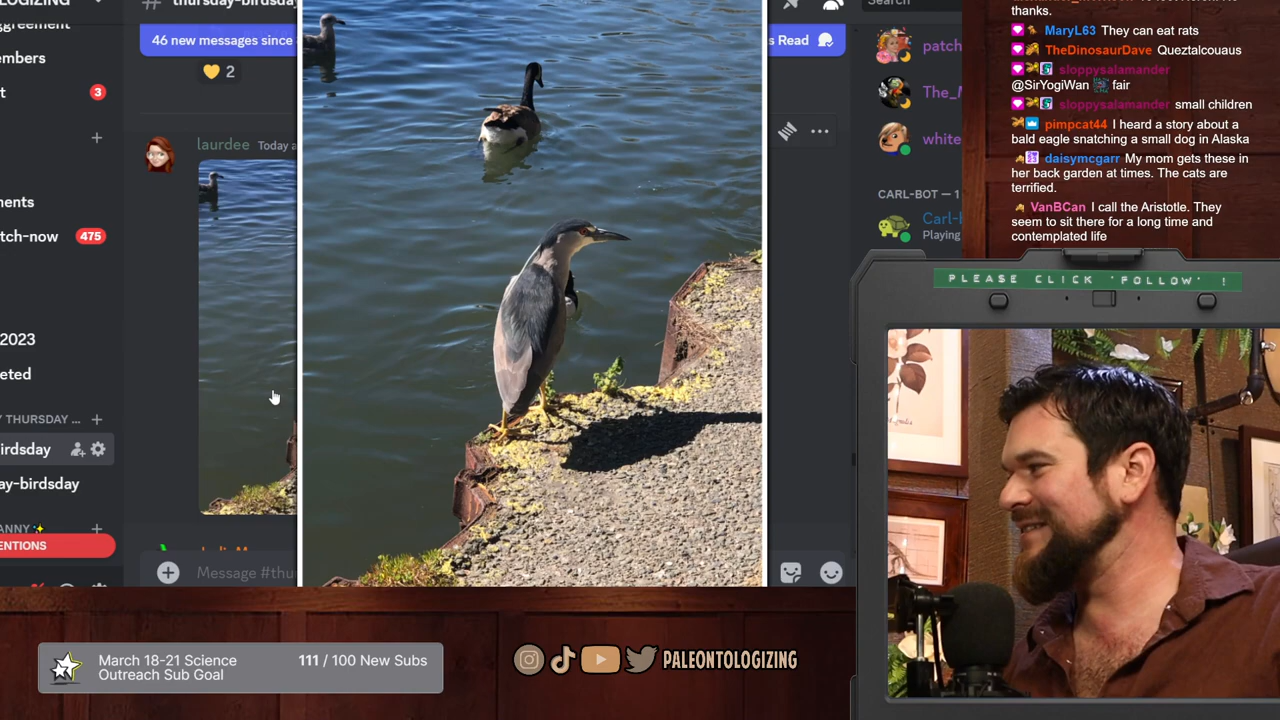 46 new messages since
s Read
Search
2
laurdee Today a
3
ments
tch-now 475
2023
eted
THURSDAY ... +
irdsday
ay-birdsday
ANNY
ENTIONS
Message #thu
patch
The_
white
CARL-BOT — 1
Carl-
Playing
thanks.
MaryL63 They can eat rats
TheDinosaurDave Queztalcouaus
sloppysalamander
@SirYogiWan fair
sloppysalamander small children
pimpcat44 I heard a story about a
bald eagle snatching a small dog in Alaska
daisymcgarr My mom gets these in
her back garden at times. The cats are
terrified.
VanBCan I call the Aristotle. They
seem to sit there for a long time and
contemplated life
PLEASE CLICK 'FOLLOW' !
March 18-21 Science
Outreach Sub Goal
111 / 100 New Subs
PALEONTOLOGIZING